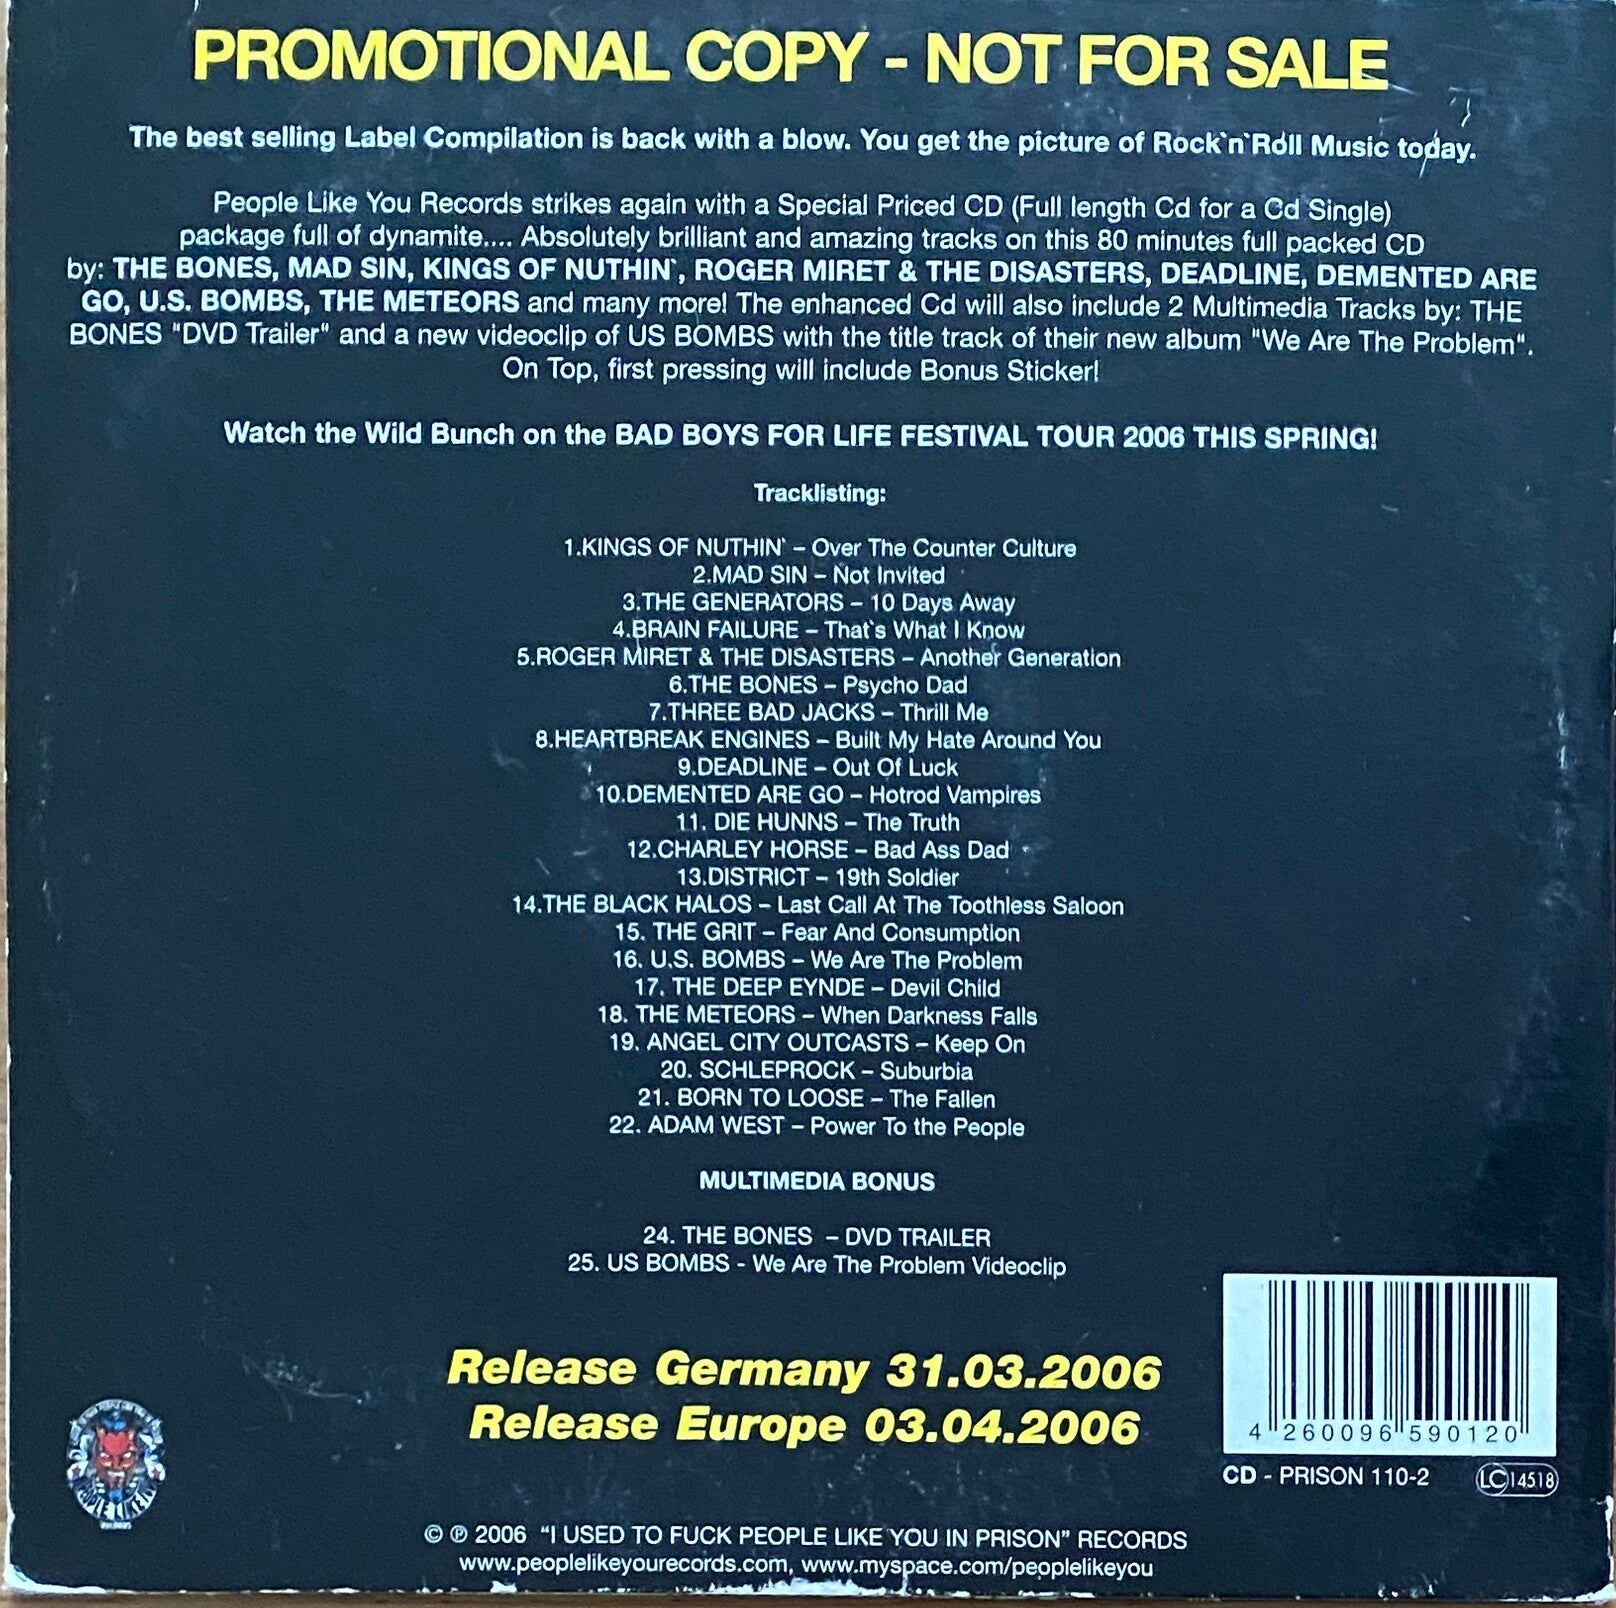 PROMOTIONAL COPY - NOT FOR SALE
The best selling Label Compilation is back with a blow. You get the picture of Rock`n`Roll Music today.
People Like You Records strikes again with a Special Priced CD (Full length Cd for a Cd Single)
package full of dynamite.... Absolutely brilliant and amazing tracks on this 80 minutes full packed CD
by: THE BONES, MAD SIN, KINGS OF NUTHIN`, ROGER MIRET & THE DISASTERS, DEADLINE, DEMENTED ARE
GO, U.S. BOMBS, THE METEORS and many more! The enhanced Cd will also include 2 Multimedia Tracks by: THE
BONES "DVD Trailer" and a new videoclip of US BOMBS with the title track of their new album "We Are The Problem".
On Top, first pressing will include Bonus Sticker!
Watch the Wild Bunch on the BAD BOYS FOR LIFE FESTIVAL TOUR 2006 THIS SPRING!
Tracklisting:
1.KINGS OF NUTHIN` – Over The Counter Culture
2.MAD SIN – Not Invited
3.THE GENERATORS – 10 Days Away
4.BRAIN FAILURE – That`s What I Know
5.ROGER MIRET & THE DISASTERS – Another Generation
6.THE BONES – Psycho Dad
7.THREE BAD JACKS – Thrill Me
8.HEARTBREAK ENGINES – Built My Hate Around You
9.DEADLINE – Out Of Luck
10.DEMENTED ARE GO – Hotrod Vampires
11. DIE HUNNS – The Truth
12.CHARLEY HORSE – Bad Ass Dad
13.DISTRICT – 19th Soldier
14.THE BLACK HALOS – Last Call At The Toothless Saloon
15. THE GRIT – Fear And Consumption
16. U.S. BOMBS – We Are The Problem
17. THE DEEP EYNDE – Devil Child
18. THE METEORS – When Darkness Falls
19. ANGEL CITY OUTCASTS – Keep On
20. SCHLEPROCK – Suburbia
21. BORN TO LOOSE – The Fallen
22. ADAM WEST – Power To the People
MULTIMEDIA BONUS
24. THE BONES – DVD TRAILER
25. US BOMBS - We Are The Problem Videoclip
Release Germany 31.03.2006
Release Europe 03.04.2006
4 260096 590120
CD - PRISON 110-2 LC 14518
PEOPLE LIKE YOU
RECORDS
© ℗ 2006 “I USED TO FUCK PEOPLE LIKE YOU IN PRISON” RECORDS
www.peoplelikeyourecords.com, www.myspace.com/peoplelikeyou